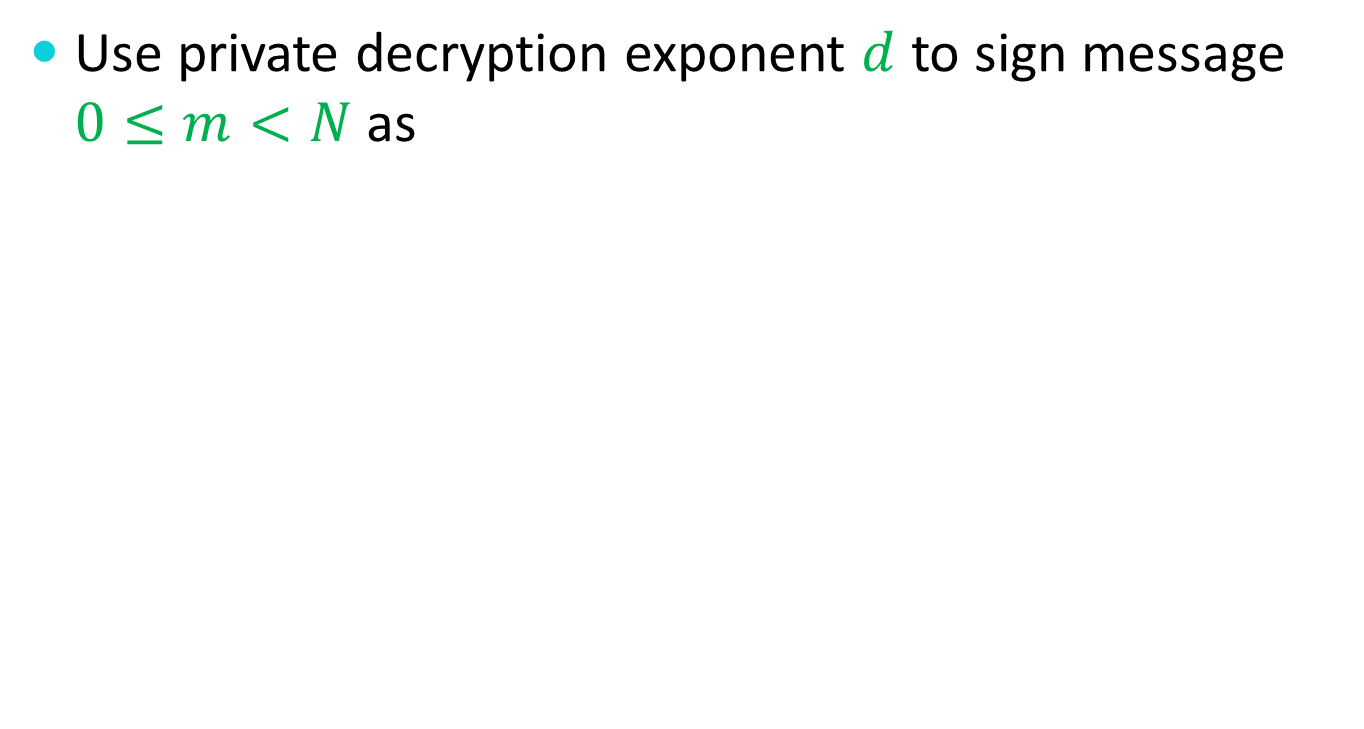 • Use private decryption exponent d to sign message
0 ≤ m < N as